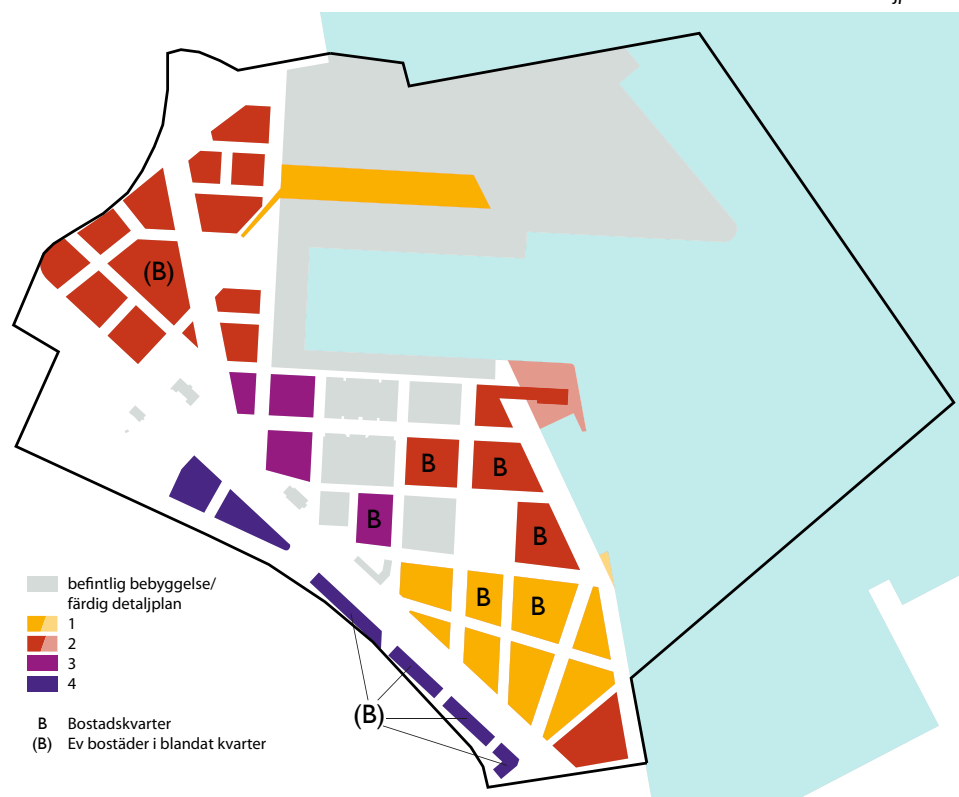 (B)
B
B
B
B
B
B
(B)
befintlig bebyggelse/
färdig detaljplan
1
2
3
4
B Bostadskvarter
(B) Ev bostäder i blandat kvarter